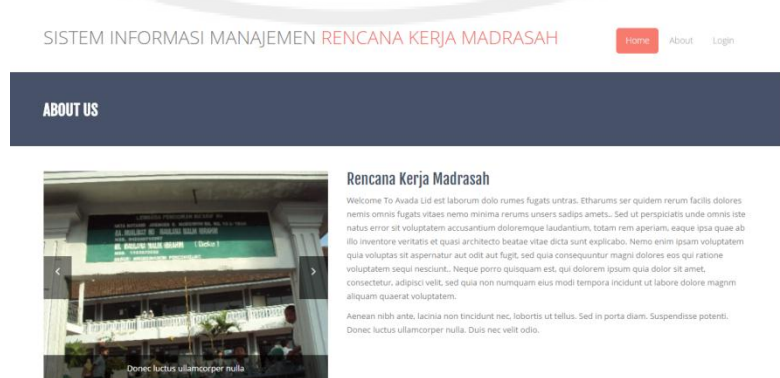 SISTEM INFORMASI MANAJEMEN RENCANA KERJA MADRASAH
Home About Login
ABOUT US
Rencana Kerja Madrasah
Welcome To Avada Lid est laborum dolo rumes fugats untras. Etharums ser quidem rerum facilis dolores
nemis omnis fugats vitaes nemo minima rerums unsers sadips amets.. Sed ut perspiciatis unde omnis iste
natus error sit voluptatem accusantium doloremque laudantium, totam rem aperiam, eaque ipsa quae ab
illo inventore veritatis et quasi architecto beatae vitae dicta sunt explicabo. Nemo enim ipsam voluptatem
quia voluptas sit aspernatur aut odit aut fugit, sed quia consequuntur magni dolores eos qui ratione
voluptatem sequi nesciunt.. Neque porro quisquam est, qui dolorem ipsum quia dolor sit amet,
consectetur, adipisci velit, sed quia non numquam eius modi tempora incidunt ut labore dolore magnm
aliquam quaerat voluptatem.
Aenean nibh ante, lacinia non tincidunt nec, lobortis ut tellus. Sed in porta diam. Suspendisse potenti.
Donec luctus ullamcorper nulla. Duis nec velit odio.
Donec luctus ullamcorper nulla